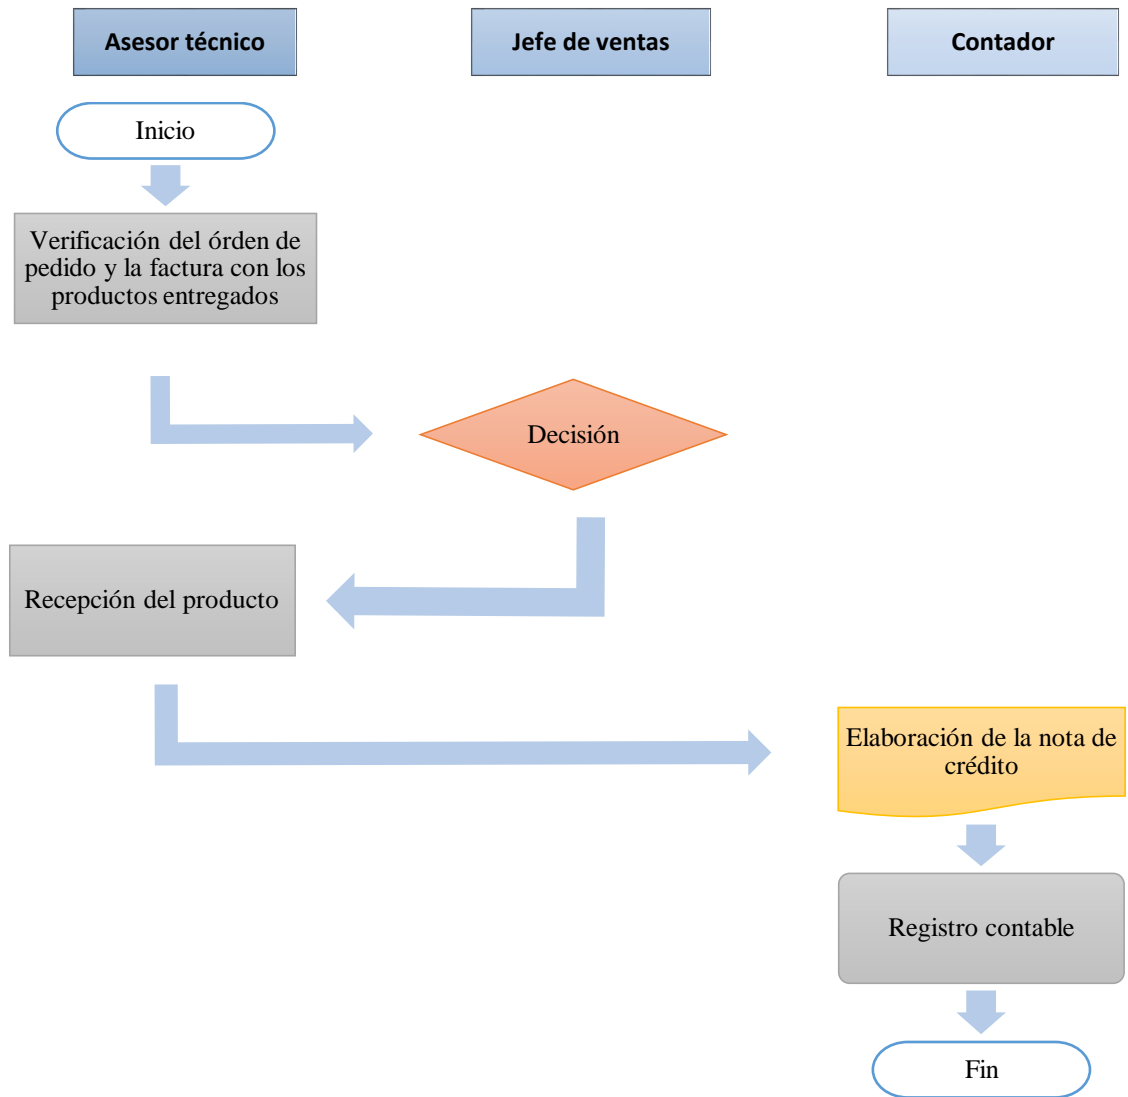 Asesor técnico
Jefe de ventas
Contador
Inicio
Verificación del órden de
pedido y la factura con los
productos entregados
Decisión
Recepción del producto
Elaboración de la nota de
crédito
Registro contable
Fin